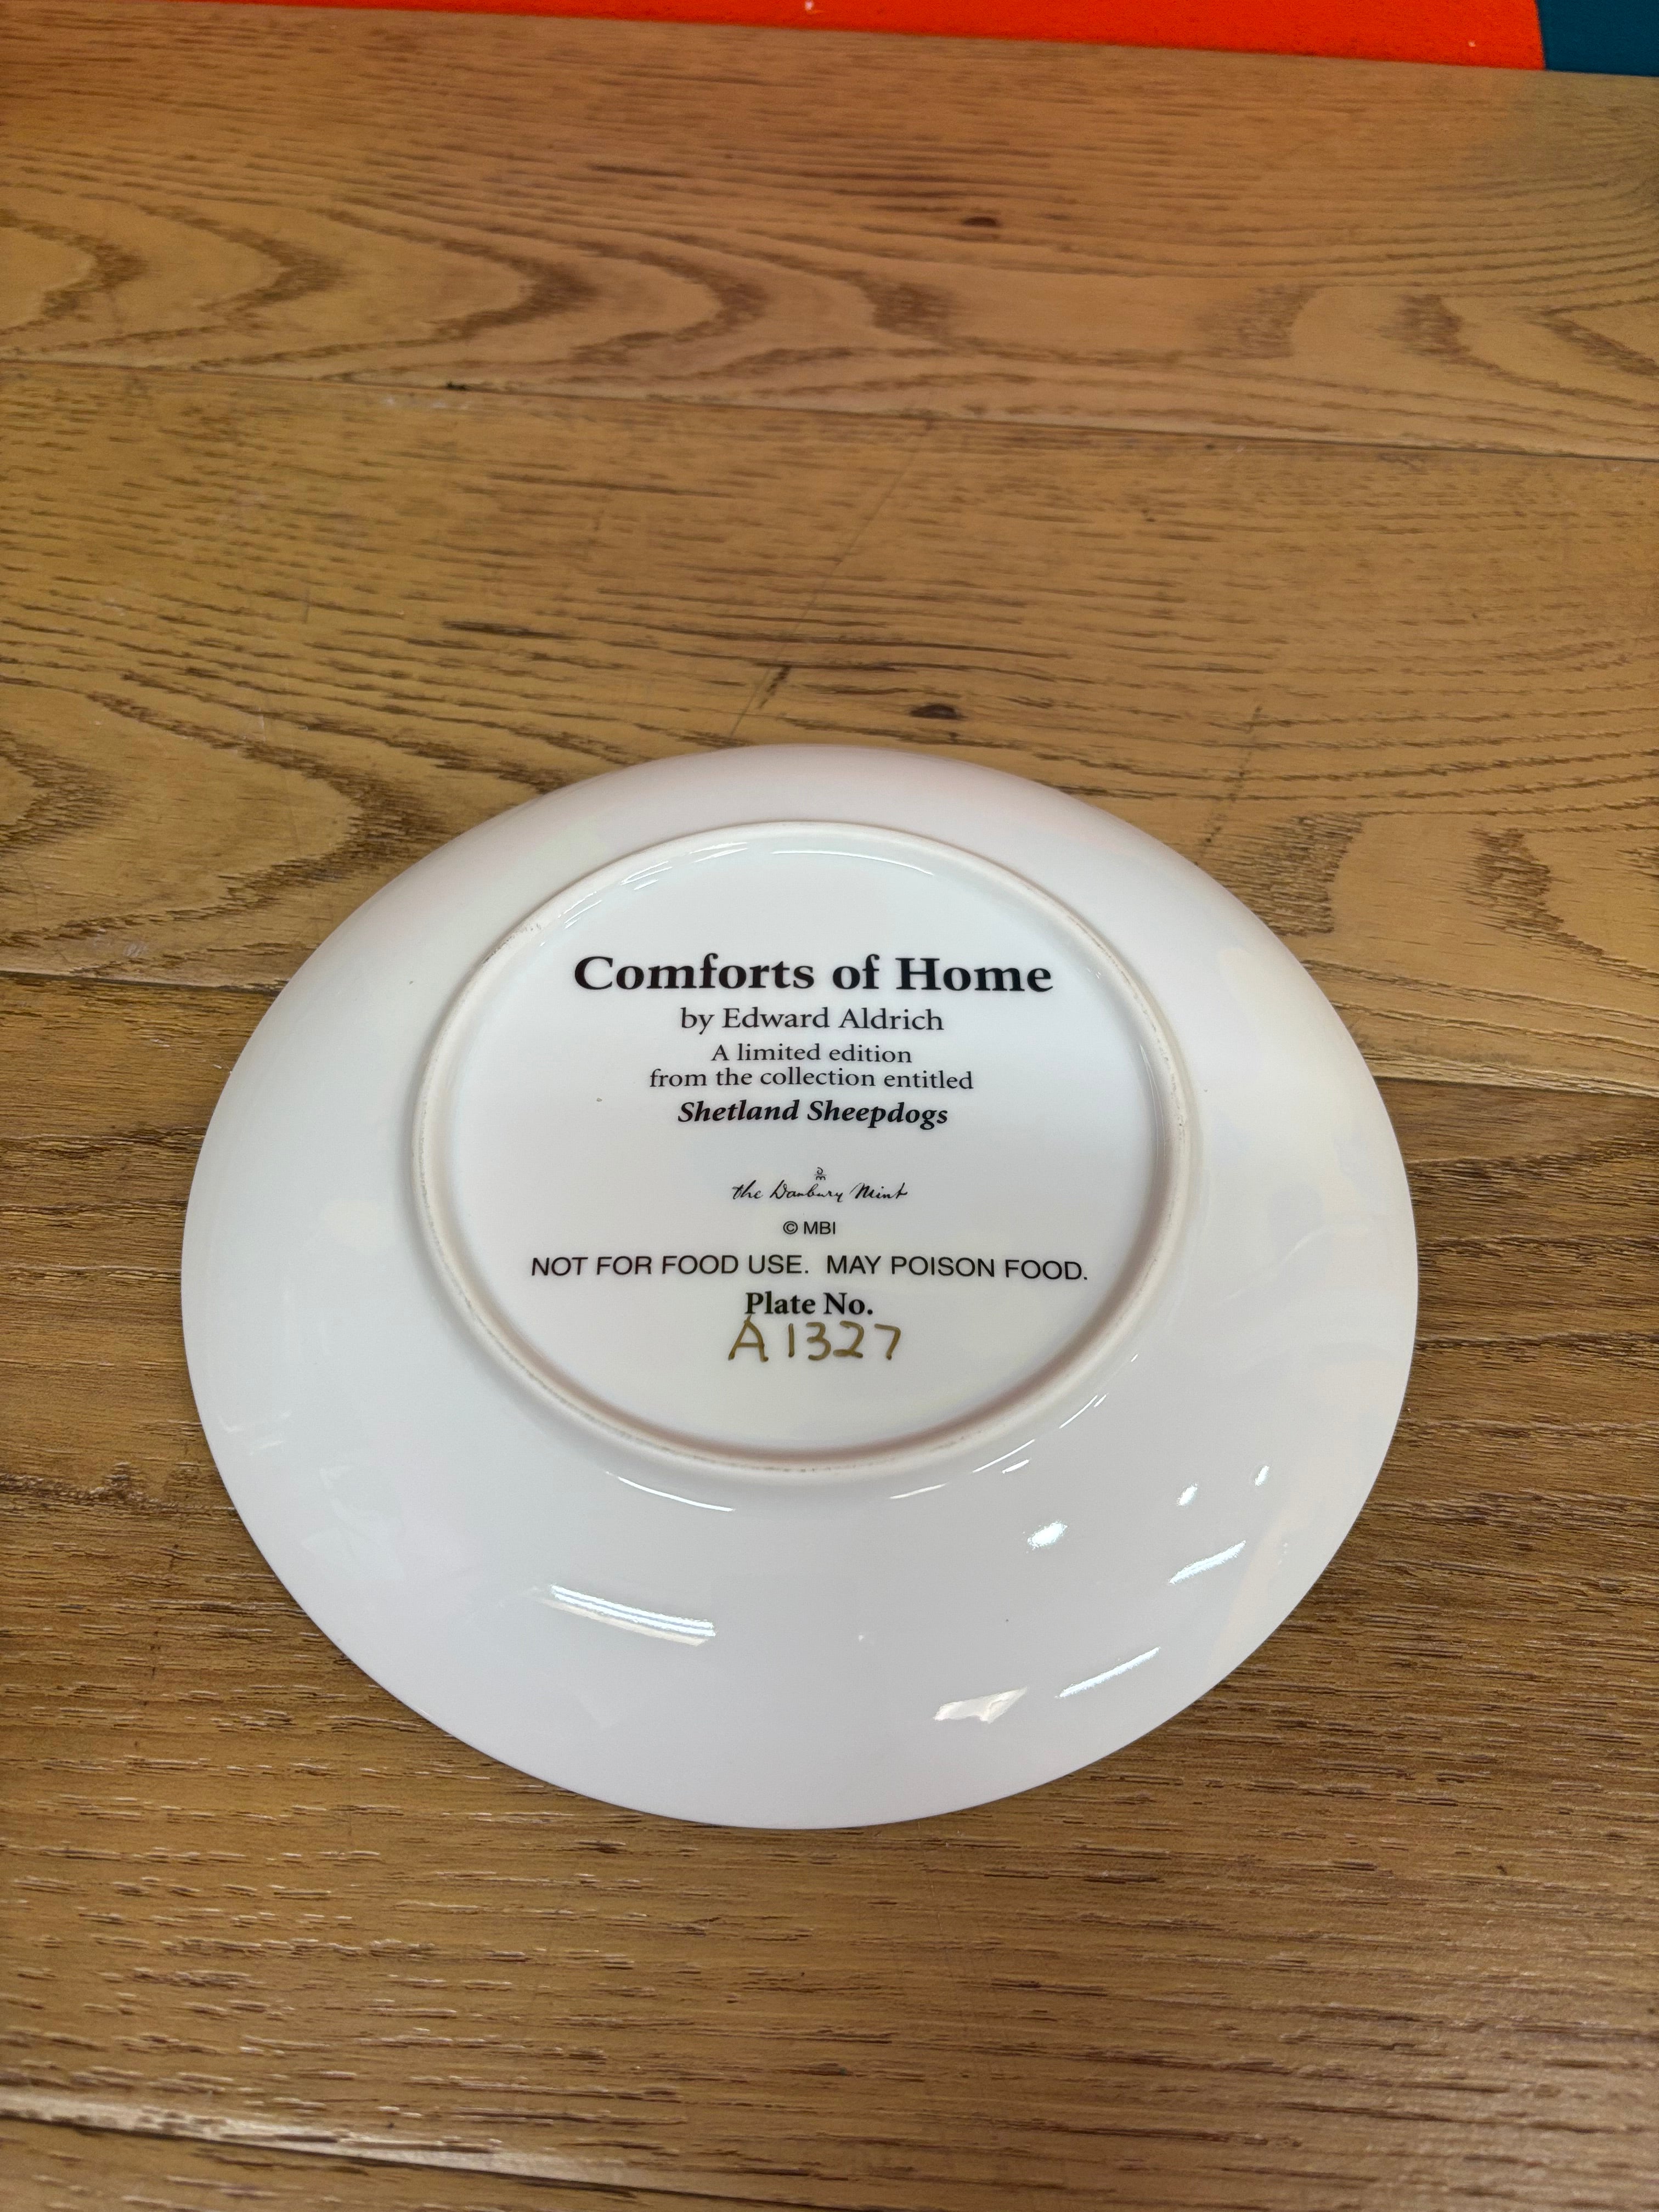 Comforts of Home
by Edward Aldrich
A limited edition
from the collection entitled
Shetland Sheepdogs
DM
the Danbury Mint
© MBI
NOT FOR FOOD USE. MAY POISON FOOD.
Plate No.
A1327